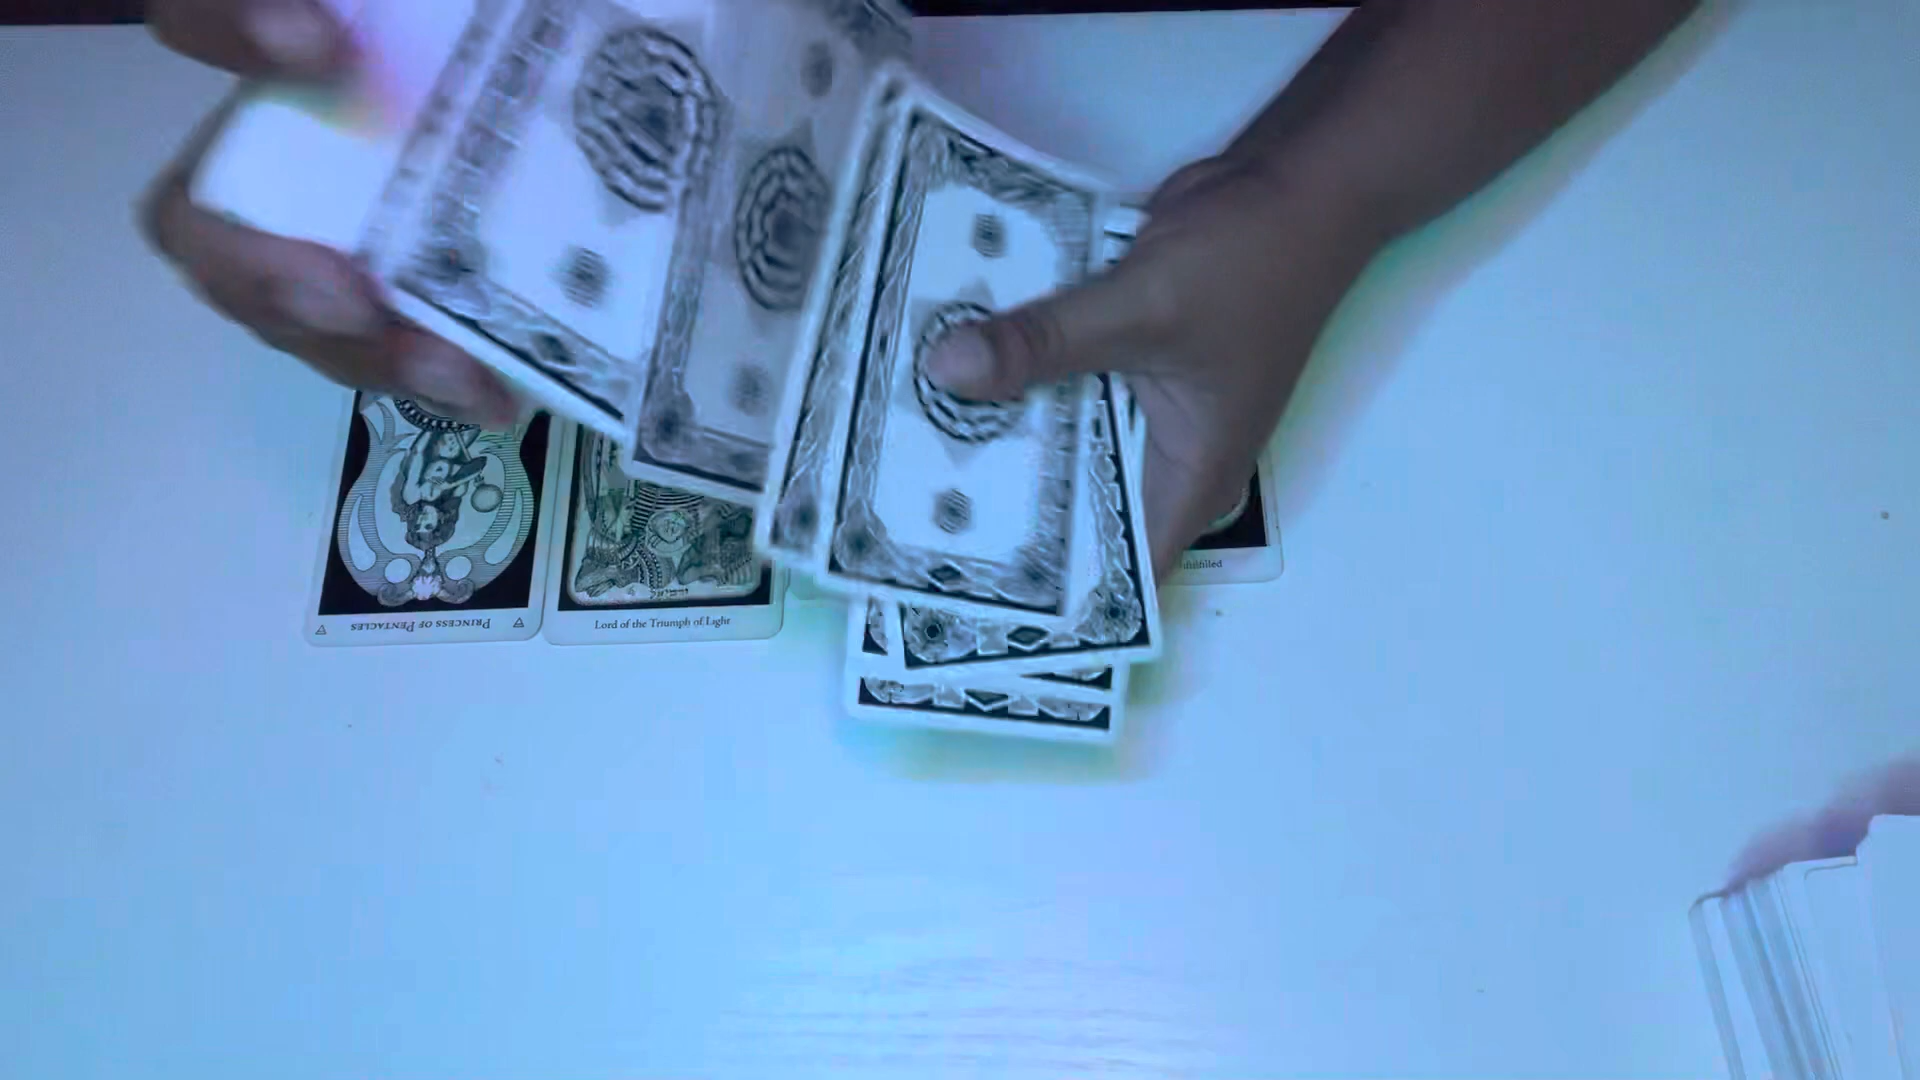 PRINCESS OF PENTACLES
Lord of the Triumph of Light